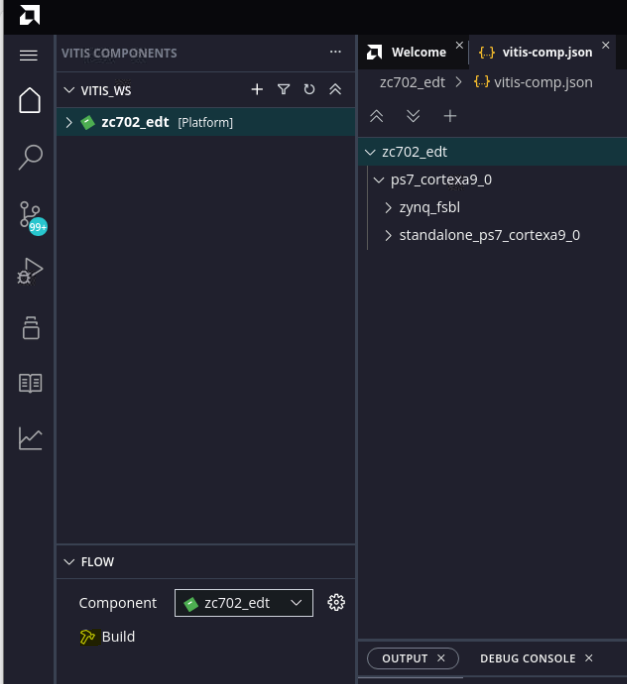 VITIS COMPONENTS ...
Welcome × vitis-comp.json ×
VITIS_WS
zc702_edt > {..} vitis-comp.json
zc702_edt [Platform]
zc702_edt
ps7_cortexa9_0
zynq_fsbl
99+
standalone_ps7_cortexa9_0
FLOW
Component zc702_edt
Build
OUTPUT × DEBUG CONSOLE ×